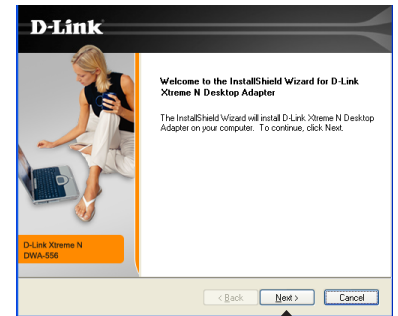 D-Link
Welcome to the InstallShield Wizard for D-Link
Xtreme N Desktop Adapter
The InstallShield Wizard will install D-Link Xtreme N Desktop
Adapter on your computer. To continue, click Next.
D-Link Xtreme N
DWA-556
< Back
Next >
Cancel